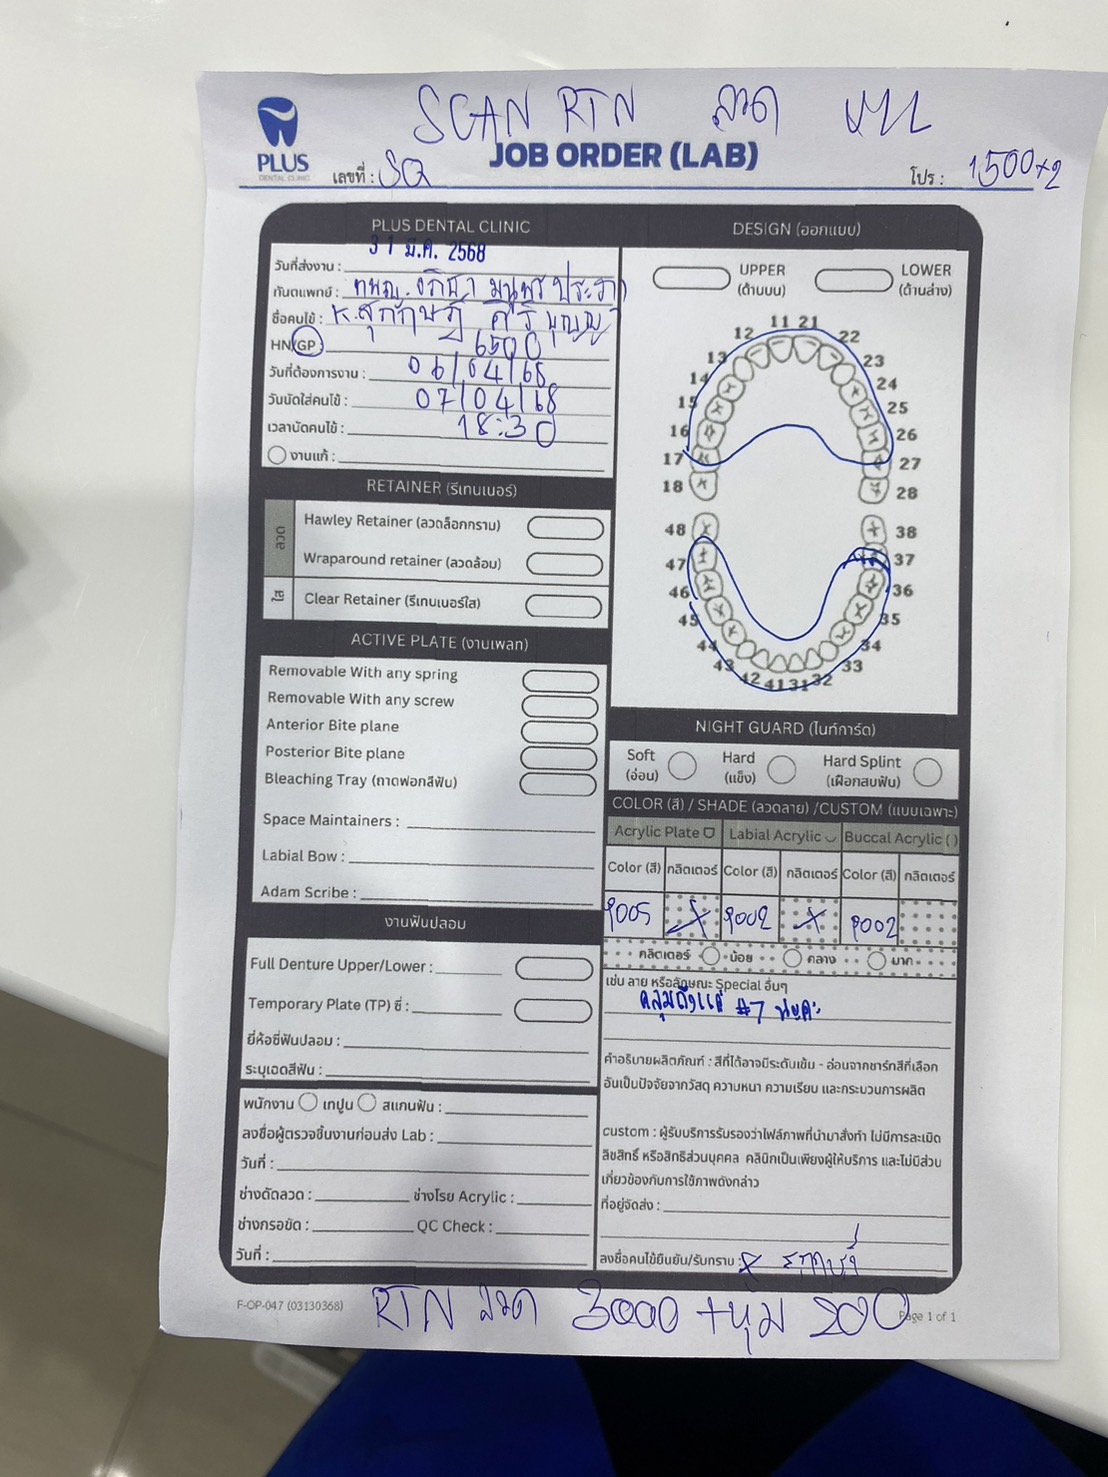 SCAN RTN ลวด บน
PLUS
DENTAL CLINIC
JOB ORDER (LAB)
เลขที่ : SQ
โปร : 1500x2
PLUS DENTAL CLINIC
วันที่ส่งงาน : 31 มี.ค. 2568
ทันตแพทย์ : ทพญ.
ชื่อคนไข้ : K.
HN/GP : 6500
วันที่ต้องการงาน : 06/04/68
วันนัดใส่คนไข้ : 07/04/68
เวลานัดคนไข้ : 18:30
งานแก้ :
RETAINER (รีเทนเนอร์)
ลวด
Hawley Retainer (ลวดล็อกกราม)
Wraparound retainer (ลวดล้อม)
ใส
Clear Retainer (รีเทนเนอร์ใส)
ACTIVE PLATE (งานเพลท)
Removable With any spring
Removable With any screw
Anterior Bite plane
Posterior Bite plane
Bleaching Tray (ถาดฟอกสีฟัน)
Space Maintainers :
Labial Bow :
Adam Scribe :
งานฟันปลอม
Full Denture Upper/Lower :
Temporary Plate (TP) ซี่ :
ยี่ห้อซี่ฟันปลอม :
ระบุเฉดสีฟัน :
พนักงาน เทปูน สแกนฟัน :
ลงชื่อผู้ตรวจชิ้นงานก่อนส่ง Lab :
วันที่ :
ช่างดัดลวด : ช่างโรย Acrylic :
ช่างกรอขัด : QC Check :
วันที่ :
DESIGN (ออกแบบ)
UPPER
(ด้านบน)
LOWER
(ด้านล่าง)
11 21
12 22
13 23
14 24
15 25
16 26
17 27
18 28
48 38
47 37
46 36
45 35
44 34
43 33
42 41 31 32
NIGHT GUARD (ไนท์การ์ด)
Soft
(อ่อน)
Hard
(แข็ง)
Hard Splint
(เฝือกสบฟัน)
COLOR (สี) / SHADE (ลวดลาย) /CUSTOM (แบบเฉพาะ)
Acrylic Plate Labial Acrylic Buccal Acrylic ( )
Color (สี) กลิตเตอร์ Color (สี) กลิตเตอร์ Color (สี) กลิตเตอร์
P005 X P002 X P002
กลิตเตอร์ น้อย กลาง มาก
เช่น ลาย หรือลักษณะ Special อื่นๆ
คลุมถึงแค่ #7 นะคะ
คำอธิบายผลิตภัณฑ์ : สีที่ได้อาจมีระดับเข้ม - อ่อนจากชาร์ทสีที่เลือก
อันเป็นปัจจัยจากวัสดุ ความหนา ความเรียบ และกระบวนการผลิต
custom : ผู้รับบริการรับรองว่าไฟล์ภาพที่นำมาสั่งทำ ไม่มีการละเมิด
ลิขสิทธิ์ หรือสิทธิส่วนบุคคล คลินิกเป็นเพียงผู้ให้บริการ และไม่มีส่วน
เกี่ยวข้องกับการใช้ภาพดังกล่าว
ที่อยู่จัดส่ง :
ลงชื่อคนไข้ยืนยัน/รับทราบ :
F-OP-047 (03130368)
Page 1 of 1
RTN ลวด 3000 +หุ้ม 200